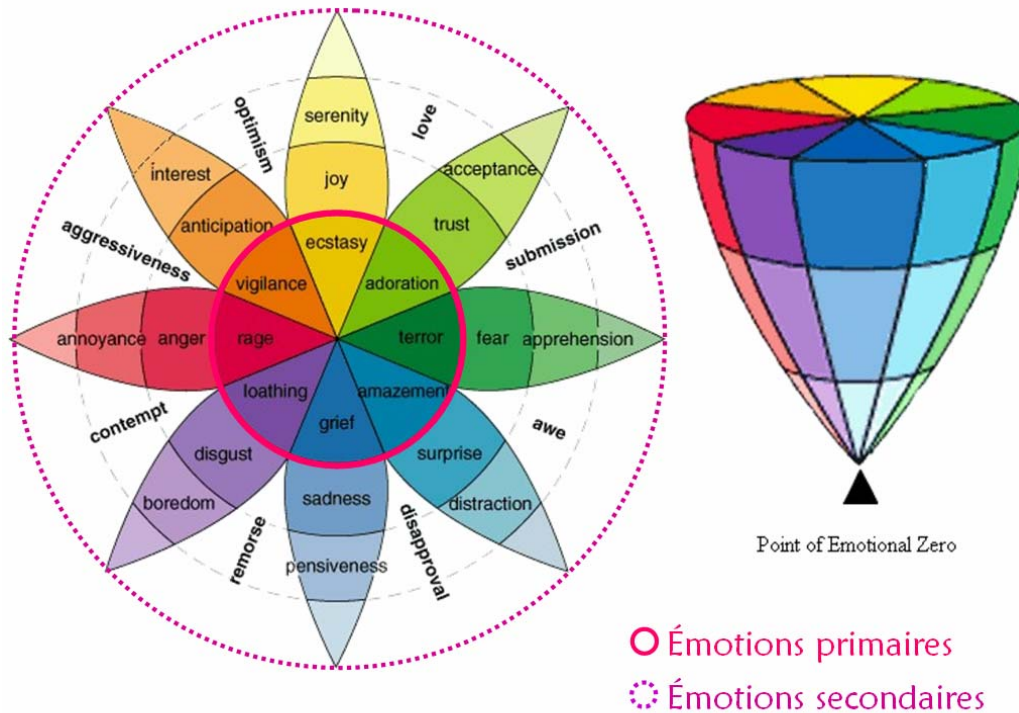 optimism
serenity
love
interest
joy
acceptance
anticipation
trust
aggressiveness
ecstasy
submission
vigilance
adoration
annoyance
anger
rage
terror
fear
apprehension
loathing
amazement
contempt
grief
awe
disgust
surprise
boredom
sadness
distraction
remorse
disapproval
pensiveness
Point of Emotional Zero
Émotions primaires
Émotions secondaires